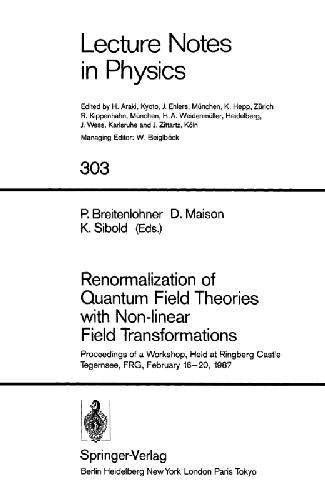 Lecture Notes
in Physics
Edited by H. Araki, Kyoto, J. Ehlers, München, K. Hepp, Zürich
R. Kippenhahn, München, H. A. Weidenmüller, Heidelberg,
J. Wess, Karlsruhe and J. Zittartz, Köln
Managing Editor: W. Beiglböck
303
P. Breitenlohner D. Maison
K. Sibold (Eds.)
Renormalization of
Quantum Field Theories
with Non-linear
Field Transformations
Proceedings of a Workshop, Held at Ringberg Castle
Tegernsee, FRG, February 16–20, 1987
Springer-Verlag
Berlin Heidelberg New York London Paris Tokyo